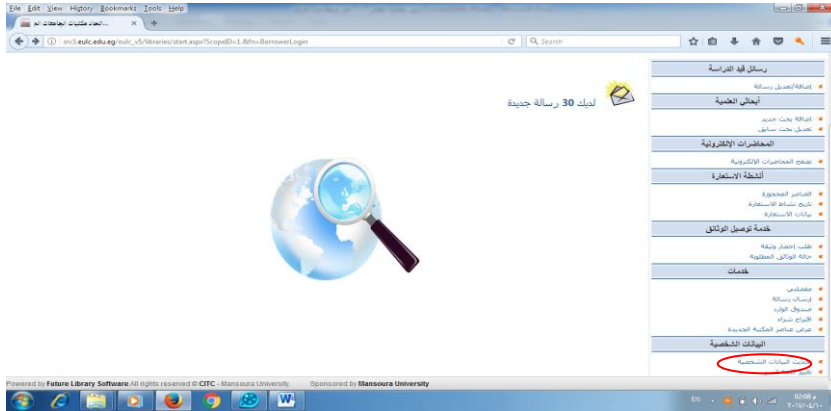 File Edit View History Bookmarks Tools Help
اتحاد مكتبات الجامعات الم...
srv3.eulc.edu.eg/eulc_v5/libraries/start.aspx?ScopeID=1.&fn=BorrowerLogin
Search
رسائل قيد الدراسة
إضافة/تعديل رسالة
أبحاثي العلمية
إضافة بحث جديد
تعديل بحث سابق
المحاضرات الإلكترونية
تصفح المحاضرات الالكترونية
أنشطة الاستعارة
العناصر المحجوزة
تاريخ نشاط الاستعارة
بيانات الاستعارة
خدمة توصيل الوثائق
طلب إحضار وثيقة
حالة الوثائق المطلوبة
خدمات
مفضلتي
إرسال رسالة
صندوق الوارد
اقتراح شراء
عرض عناصر المكتبة الجديدة
البيانات الشخصية
تحديث البيانات الشخصية
لديك 30 رسالة جديدة
Powered by Future Library Software All rights reserved © CITC - Mansoura University. Sponsored by Mansoura University
EN
02:08 م